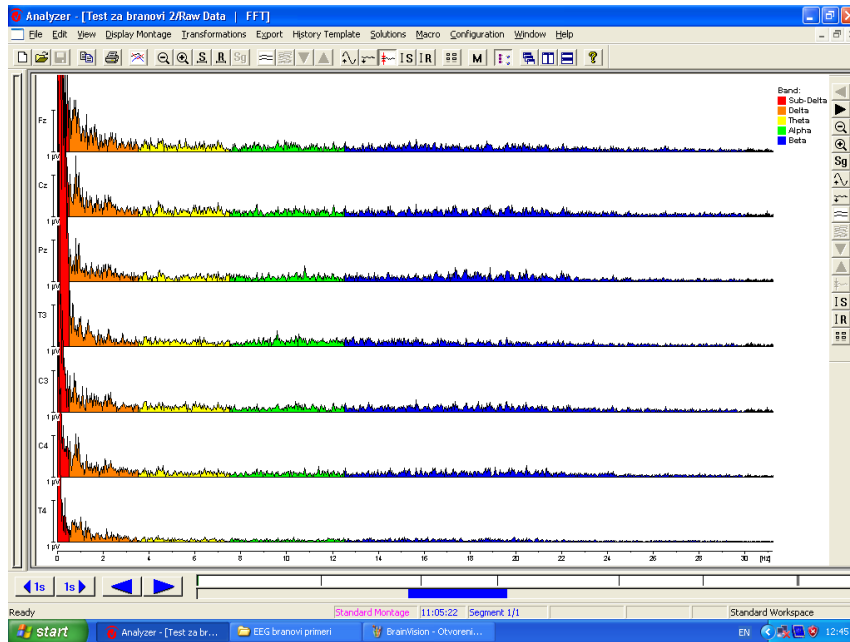 Analyzer - [Test za branovi 2/Raw Data | FFT]
File Edit View Display Montage Transformations Export History Template Solutions Macro Configuration Window Help
S R Sg I S I R M ?
Band:
Sub-Delta
Delta
Theta
Alpha
Beta
Fz
1 µV
Cz
1 µV
Pz
1 µV
T3
1 µV
C3
1 µV
C4
1 µV
T4
1 µV
0 2 4 6 8 10 12 14 16 18 20 22 24 26 28 30 [Hz]
Sg
I S
I R
1s 1s
Ready Standard Montage 11:05:22 Segment 1/1 Standard Workspace
start Analyzer - [Test za br... EEG branovi primeri BrainVision - Otvoreni... EN 12:45